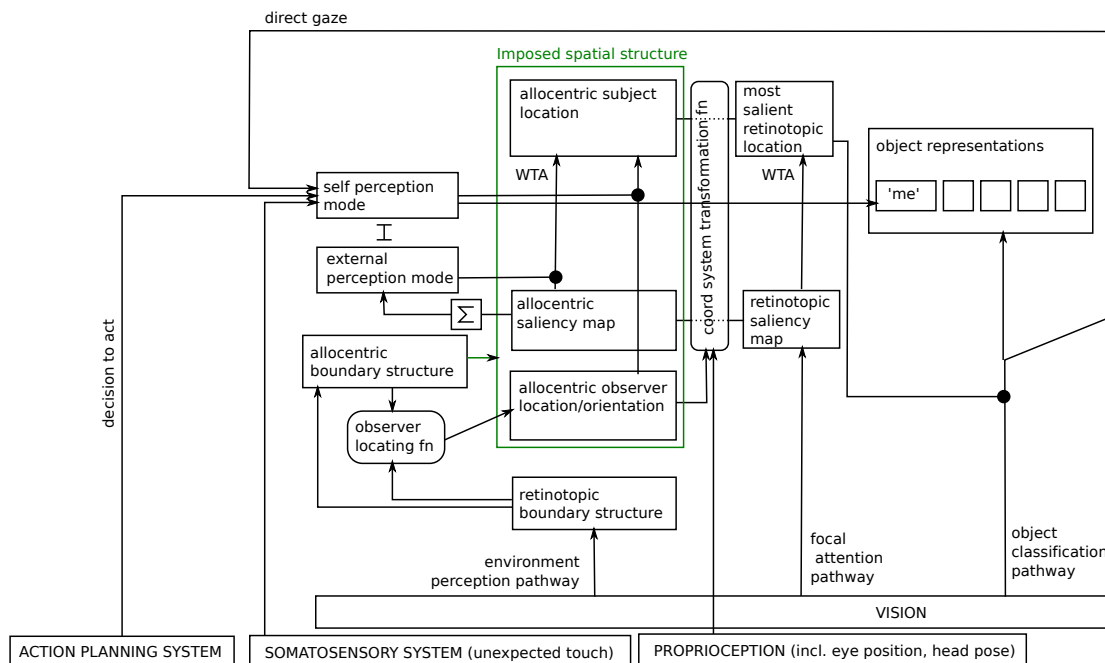 direct gaze
Imposed spatial structure
allocentric subject
location
most
salient
retinotopic
location
object representations
'me'
WTA
WTA
self perception
mode
external
perception mode
coord system transformation fn
allocentric
saliency map
retinotopic
saliency
map
Σ
allocentric
boundary structure
allocentric observer
location/orientation
observer
locating fn
decision to act
retinotopic
boundary structure
environment
perception pathway
focal
attention
pathway
object
classification
pathway
VISION
ACTION PLANNING SYSTEM
SOMATOSENSORY SYSTEM (unexpected touch)
PROPRIOCEPTION (incl. eye position, head pose)